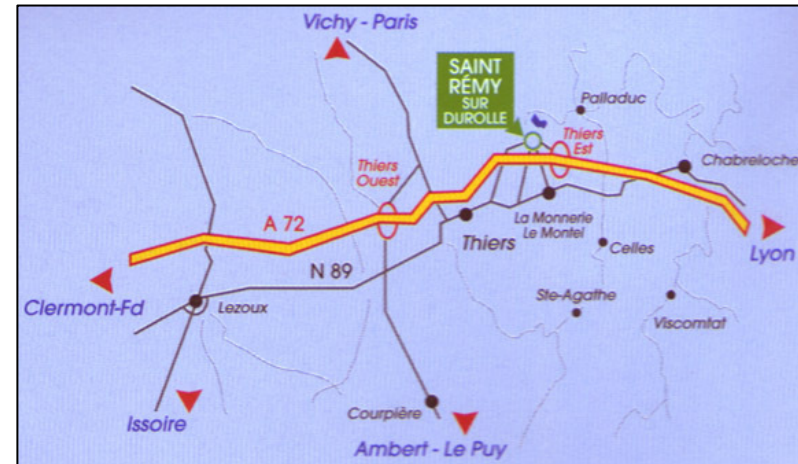 Vichy - Paris
SAINT
RÉMY
SUR
DUROLLE
Palladuc
Thiers
Est
Thiers
Ouest
Chabreloche
A 72
La Monnerie
Le Montel
Thiers
Celles
Lyon
N 89
Clermont-Fd
Lezoux
Ste-Agathe
Viscomtat
Issoire
Courpière
Ambert - Le Puy